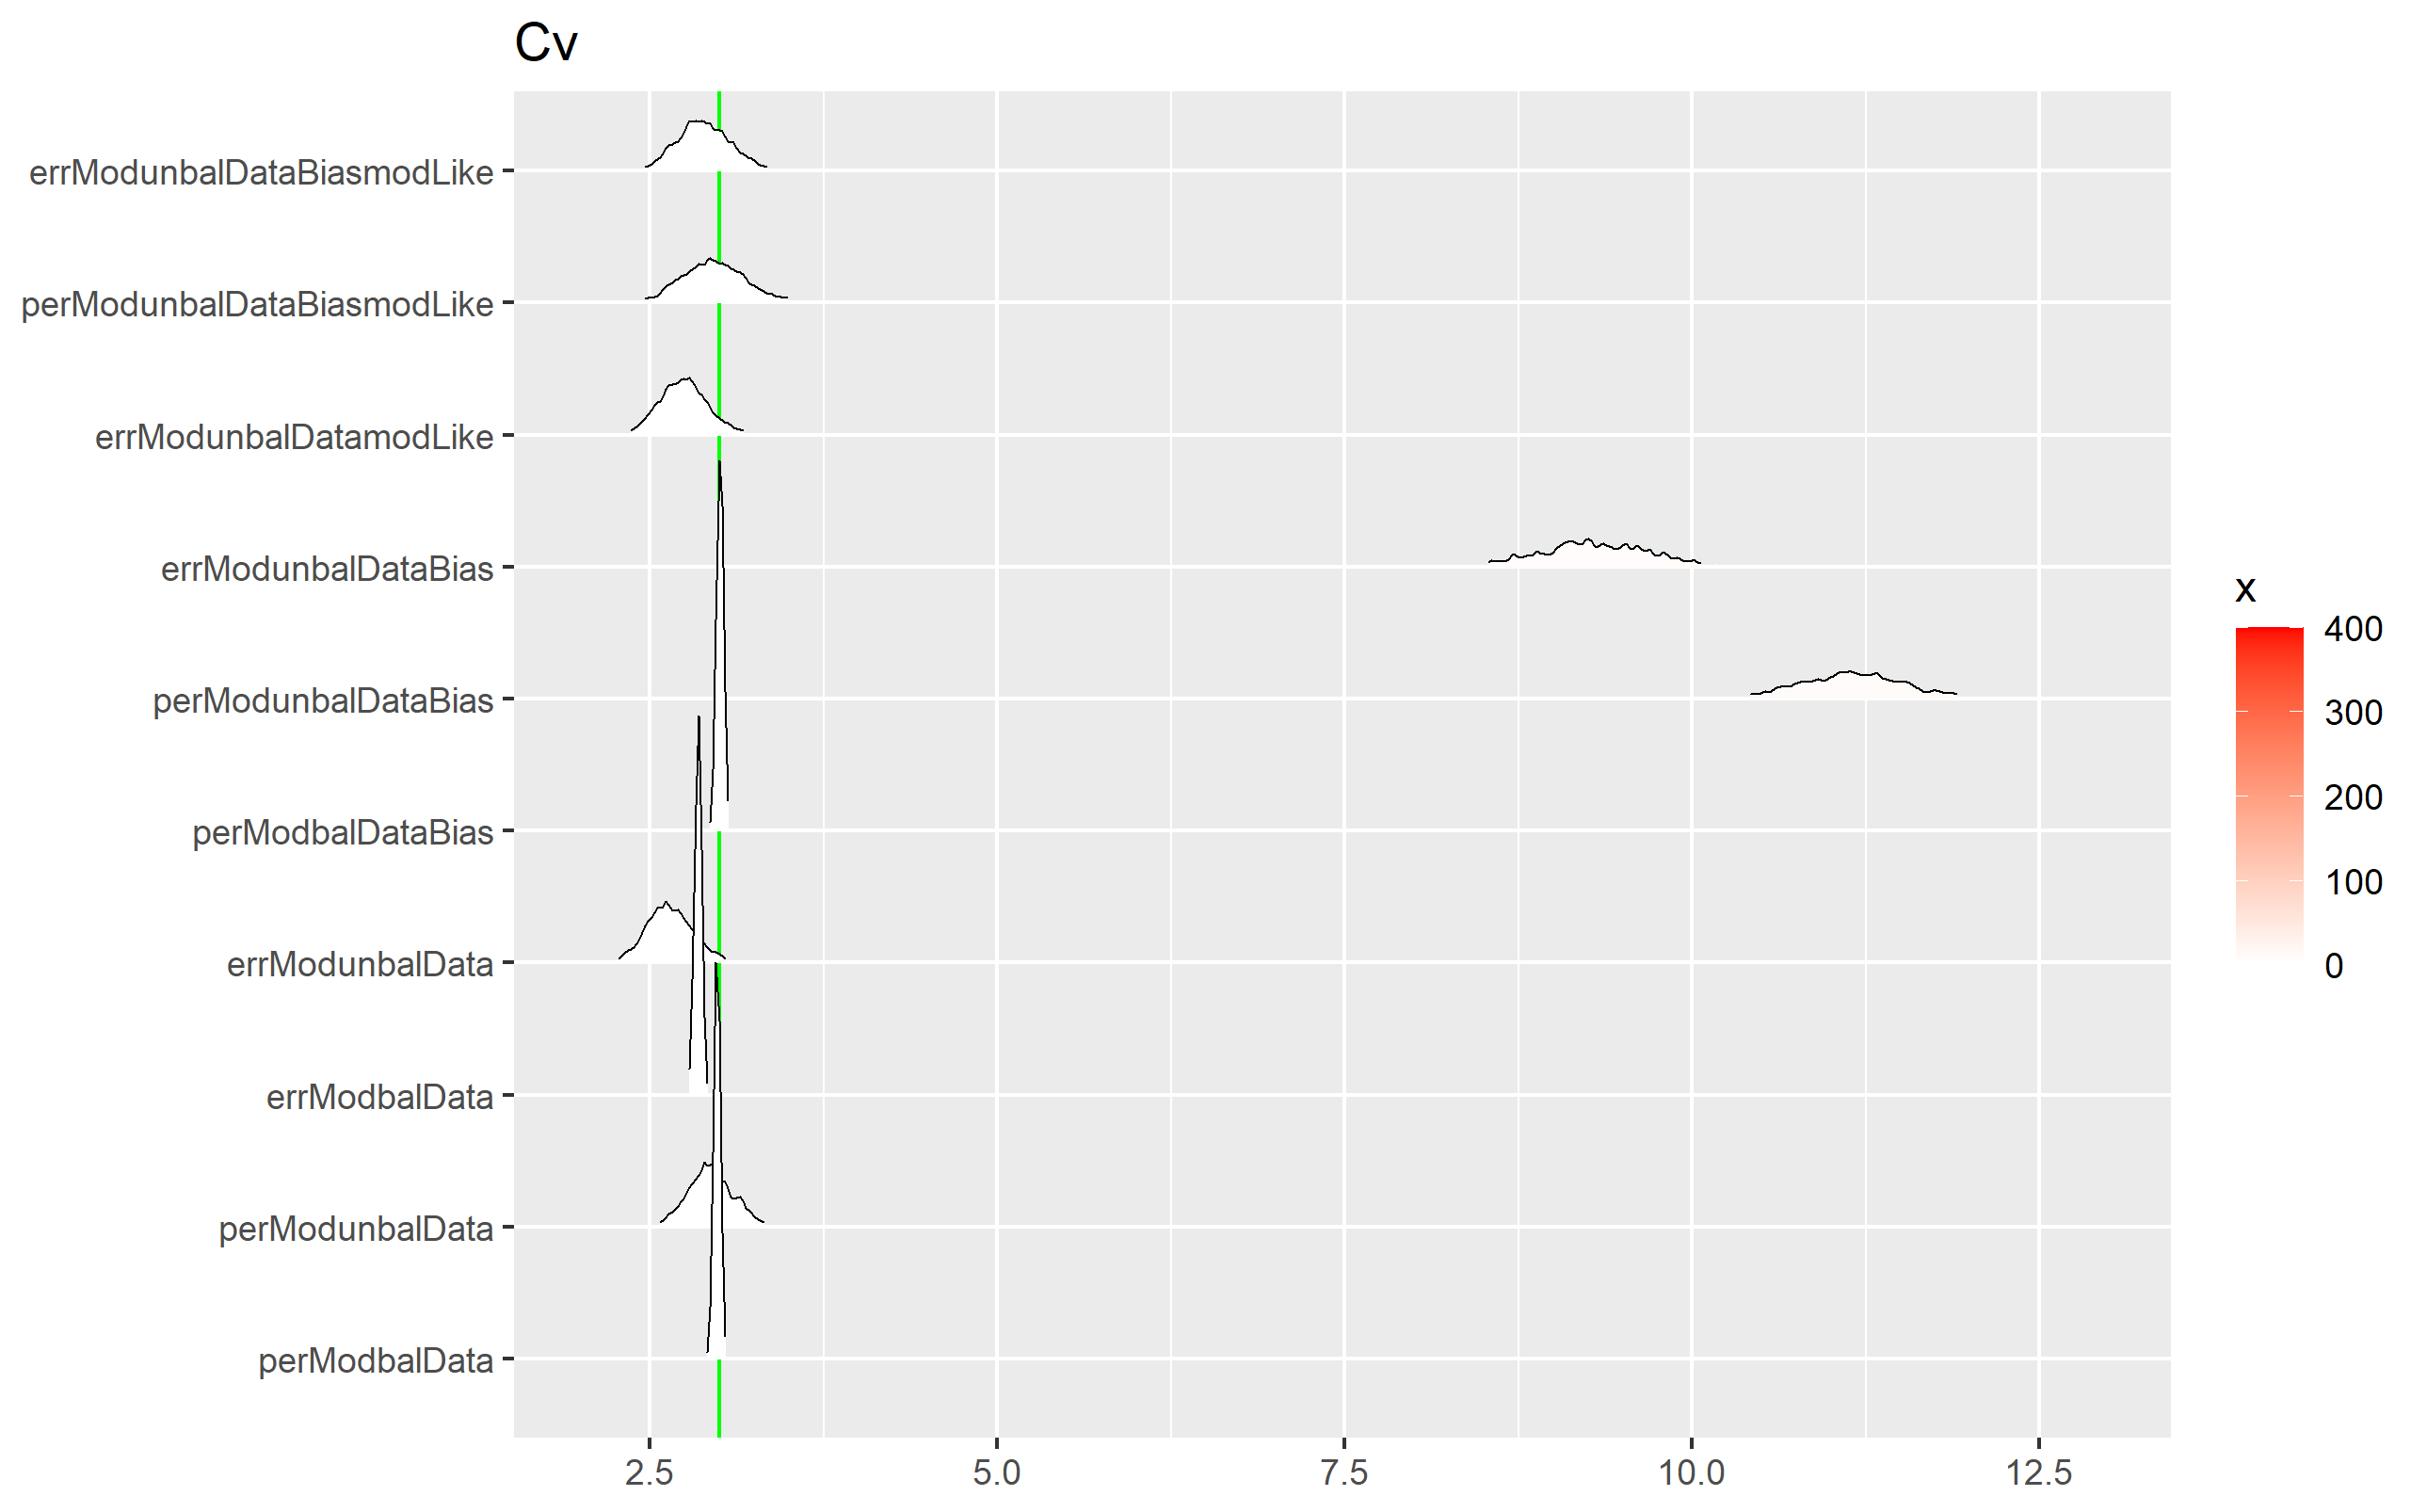 Cv
errModunbalDataBiasmodLike
perModunbalDataBiasmodLike
errModunbalDatamodLike
errModunbalDataBias
perModunbalDataBias
perModbalDataBias
errModunbalData
errModbalData
perModunbalData
perModbalData
2.5 5.0 7.5 10.0 12.5
x
400
300
200
100
0